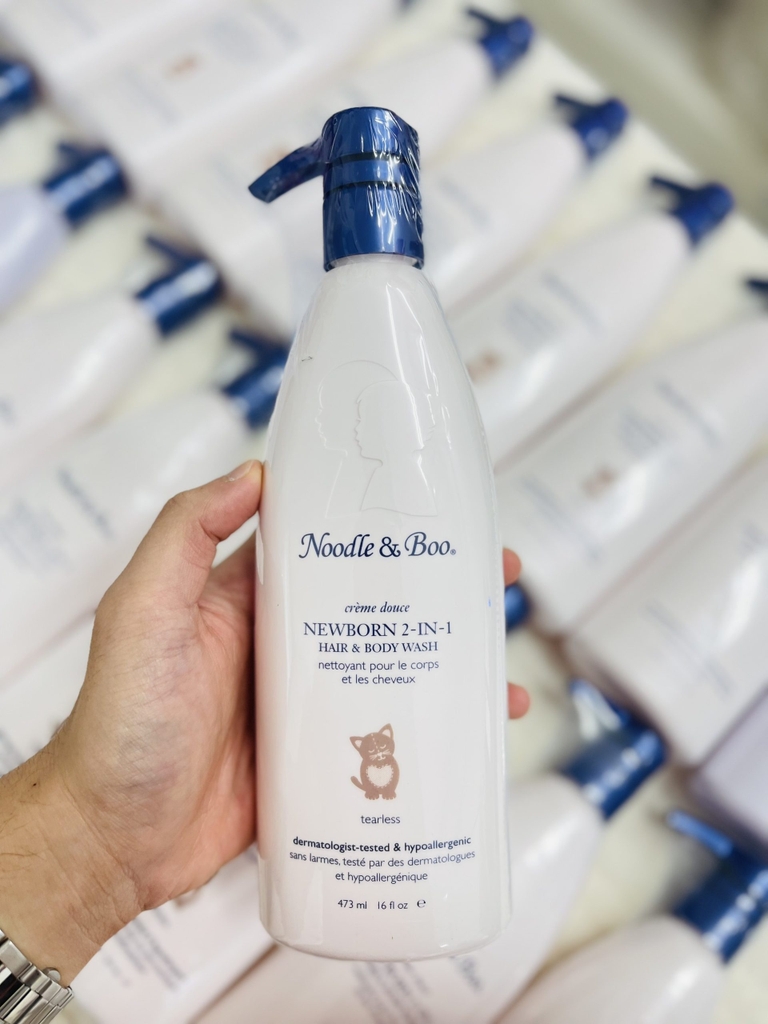 Noodle & Boo®
crème douce
NEWBORN 2-IN-1
HAIR & BODY WASH
nettoyant pour le corps
et les cheveux
tearless
dermatologist-tested & hypoallergenic
sans larmes, testé par des dermatologues
et hypoallergénique
473 ml 16 fl oz ℮